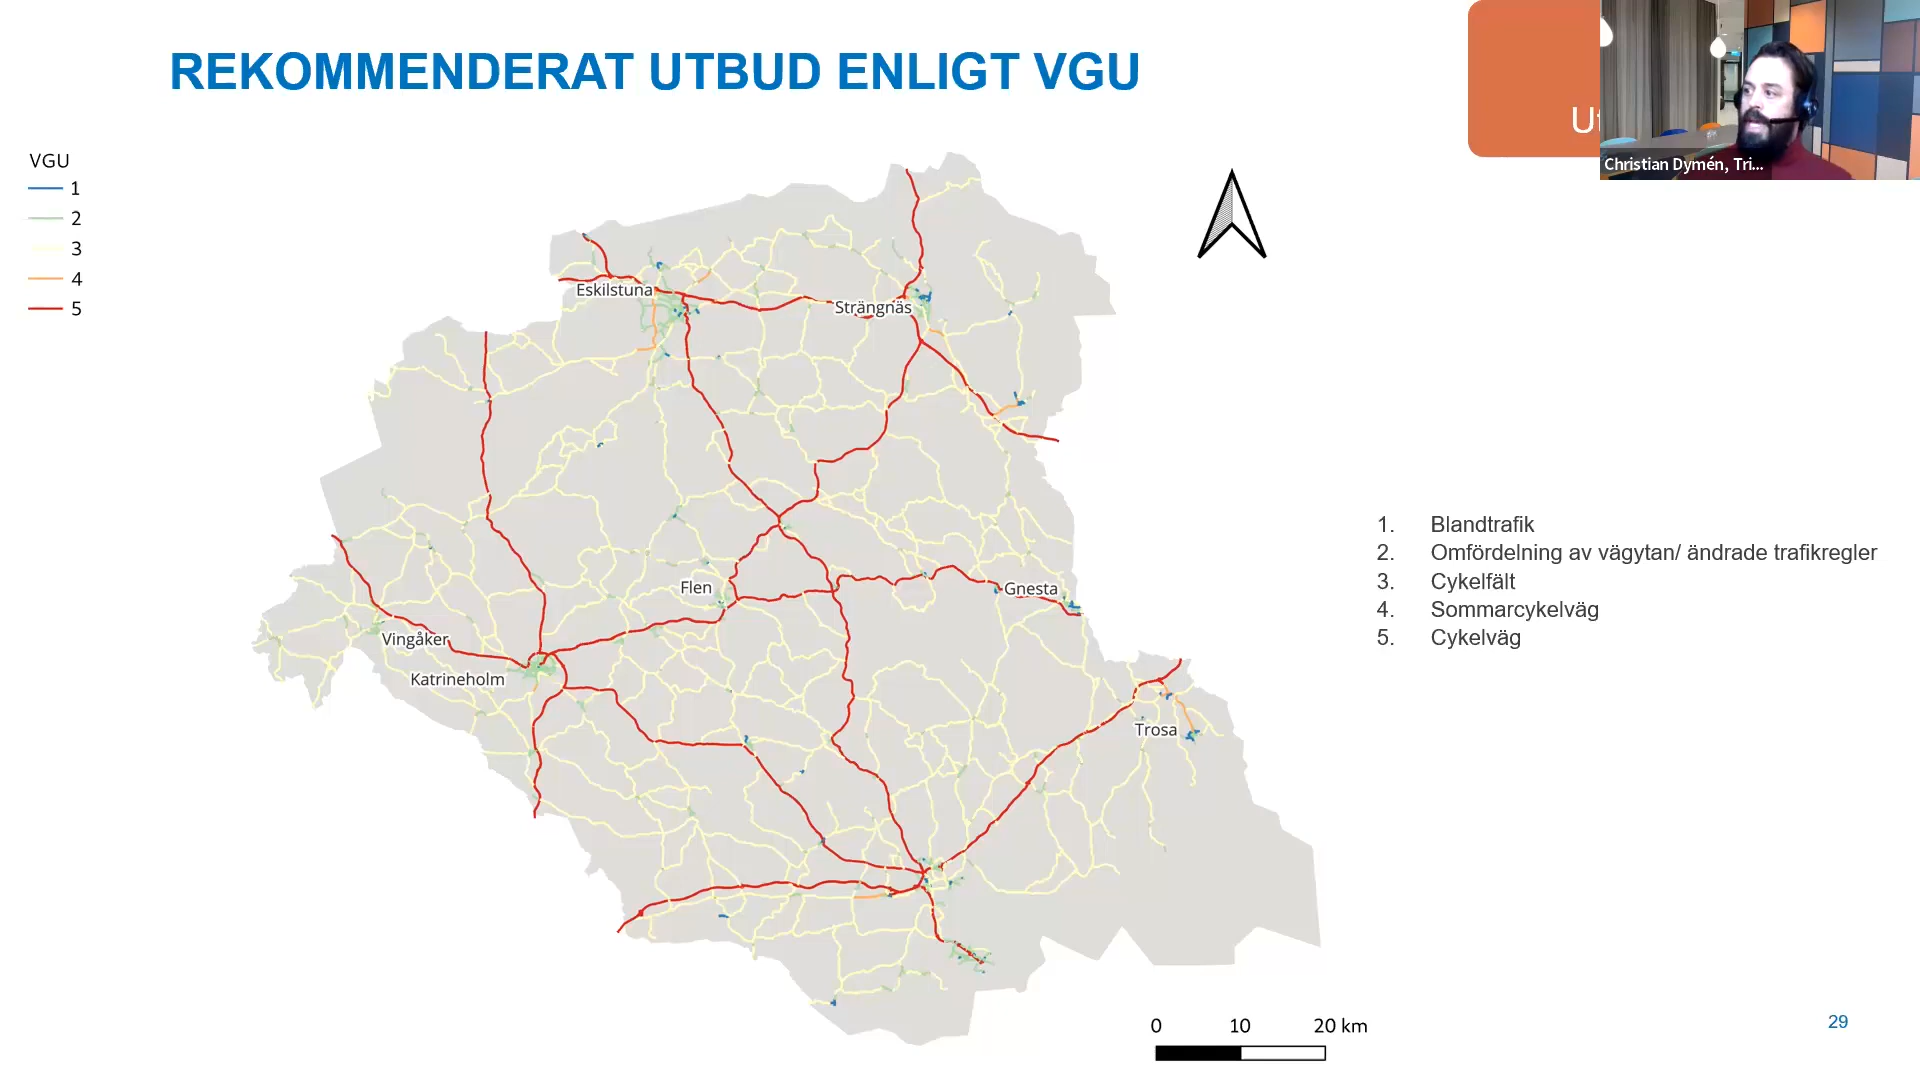 REKOMMENDERAT UTBUD ENLIGT VGU
Christian Dymén, Tri...
VGU
1
2
3
4
5
Eskilstuna
Strängnäs
Flen
Gnesta
Vingåker
Katrineholm
Trosa
1. Blandtrafik
2. Omfördelning av vägytan/ ändrade trafikregler
3. Cykelfält
4. Sommarcykelväg
5. Cykelväg
0 10 20 km
29